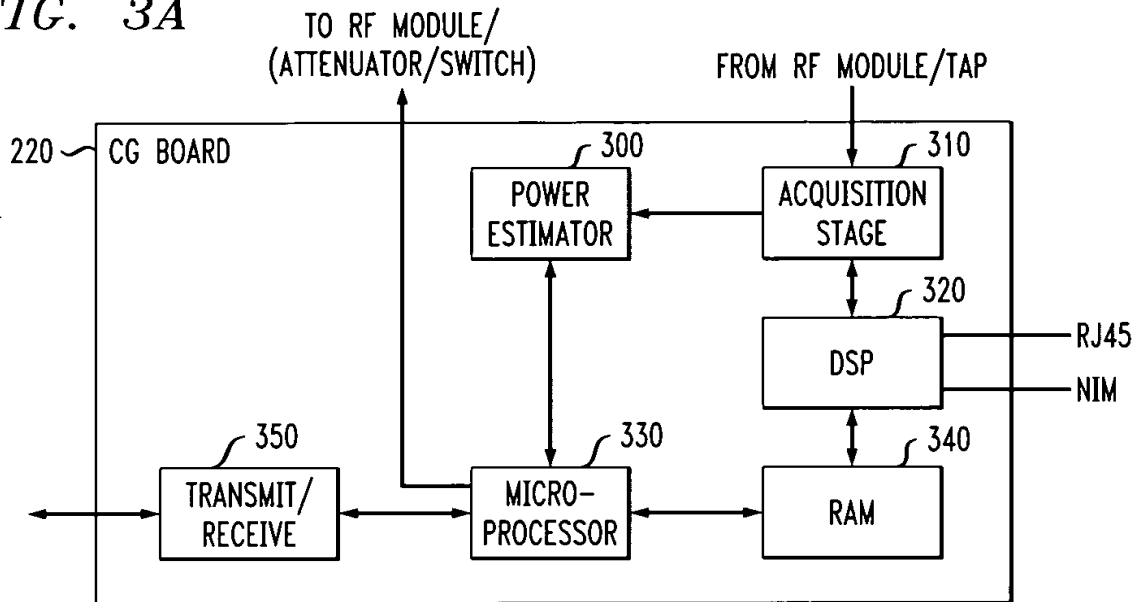 TG. 3A
TO RF MODULE/
(ATTENUATOR/SWITCH)
FROM RF MODULE/TAP
220
CG BOARD
300
POWER
ESTIMATOR
310
ACQUISITION
STAGE
320
DSP
RJ45
NIM
350
TRANSMIT/
RECEIVE
330
MICRO-
PROCESSOR
340
RAM